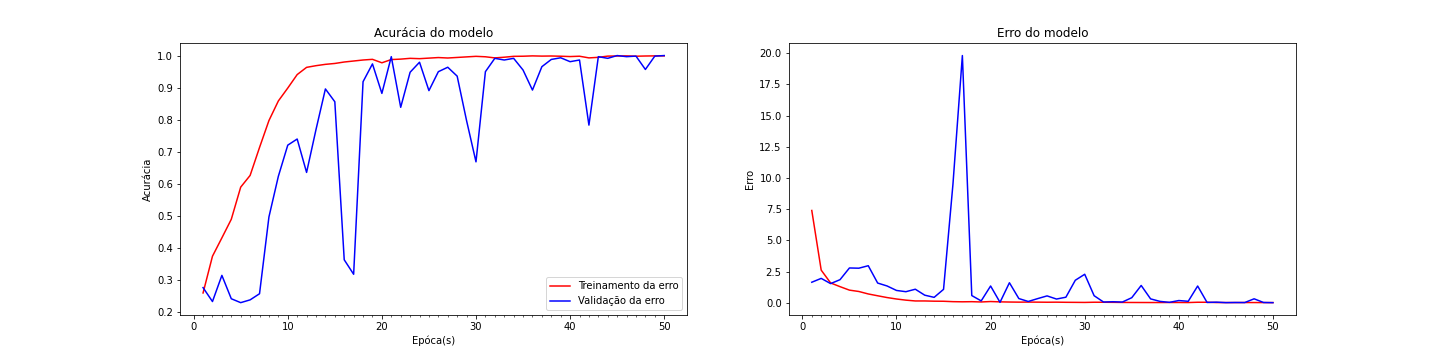 Acurácia do modelo
1.0
0.9
0.8
0.7
0.6
0.5
0.4
0.3
0.2
Acurácia
0 10 20 30 40 50
Epóca(s)
Treinamento da erro
Validação da erro
Erro do modelo
20.0
17.5
15.0
12.5
10.0
7.5
5.0
2.5
0.0
Erro
0 10 20 30 40 50
Epóca(s)